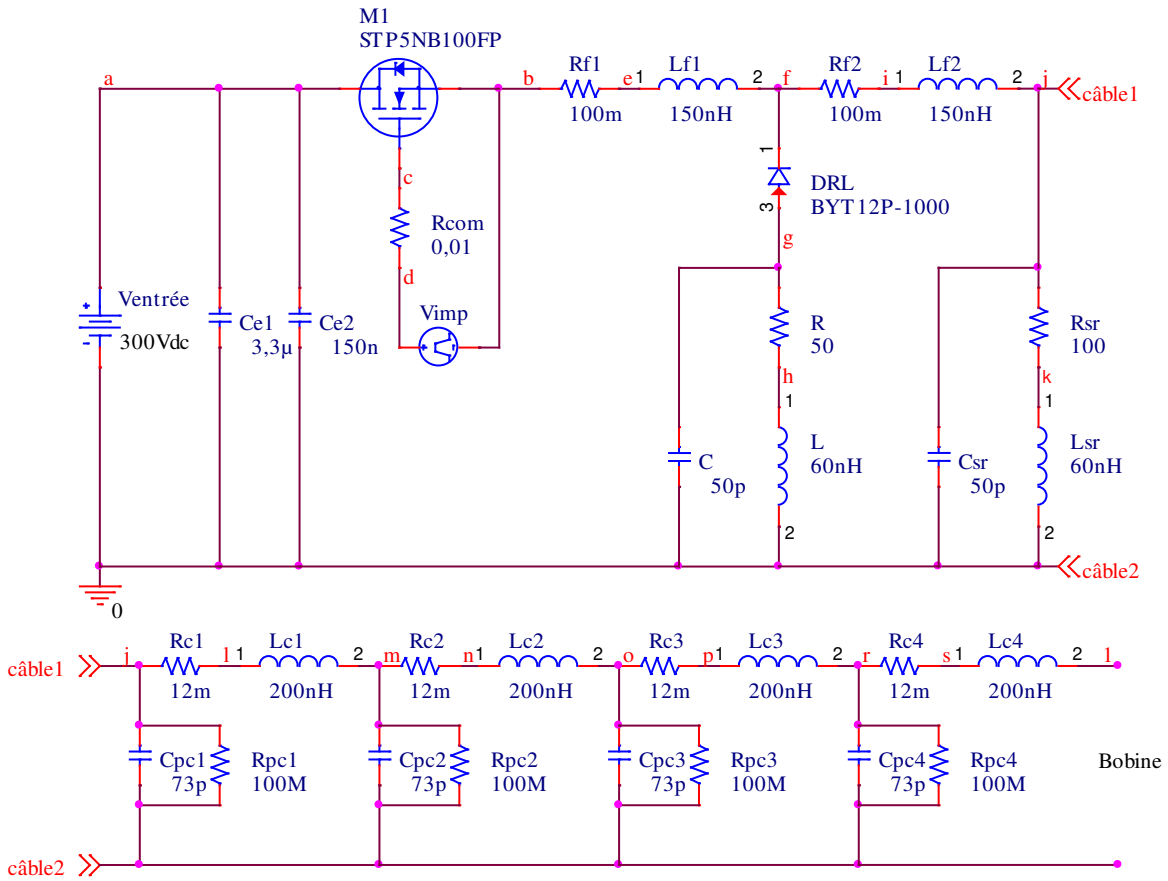 M1
STP5NB100FP
a
b
Rf1
100m
e
1
Lf1
2
150nH
f
Rf2
100m
i
1
Lf2
2
150nH
j
câble1
c
Rcom
0,01
d
Vimp
1
DRL
BYT12P-1000
3
g
Ventrée
300Vdc
Ce1
3,3µ
Ce2
150n
R
50
h
1
L
60nH
2
C
50p
Rsr
100
k
1
Lsr
60nH
2
Csr
50p
câble2
0
câble1
j
Rc1
12m
l
1
Lc1
2
200nH
m
Rc2
12m
n
1
Lc2
2
200nH
o
Rc3
12m
p
1
Lc3
2
200nH
r
Rc4
12m
s
1
Lc4
2
200nH
1
Cpc1
73p
Rpc1
100M
Cpc2
73p
Rpc2
100M
Cpc3
73p
Rpc3
100M
Cpc4
73p
Rpc4
100M
Bobine
câble2